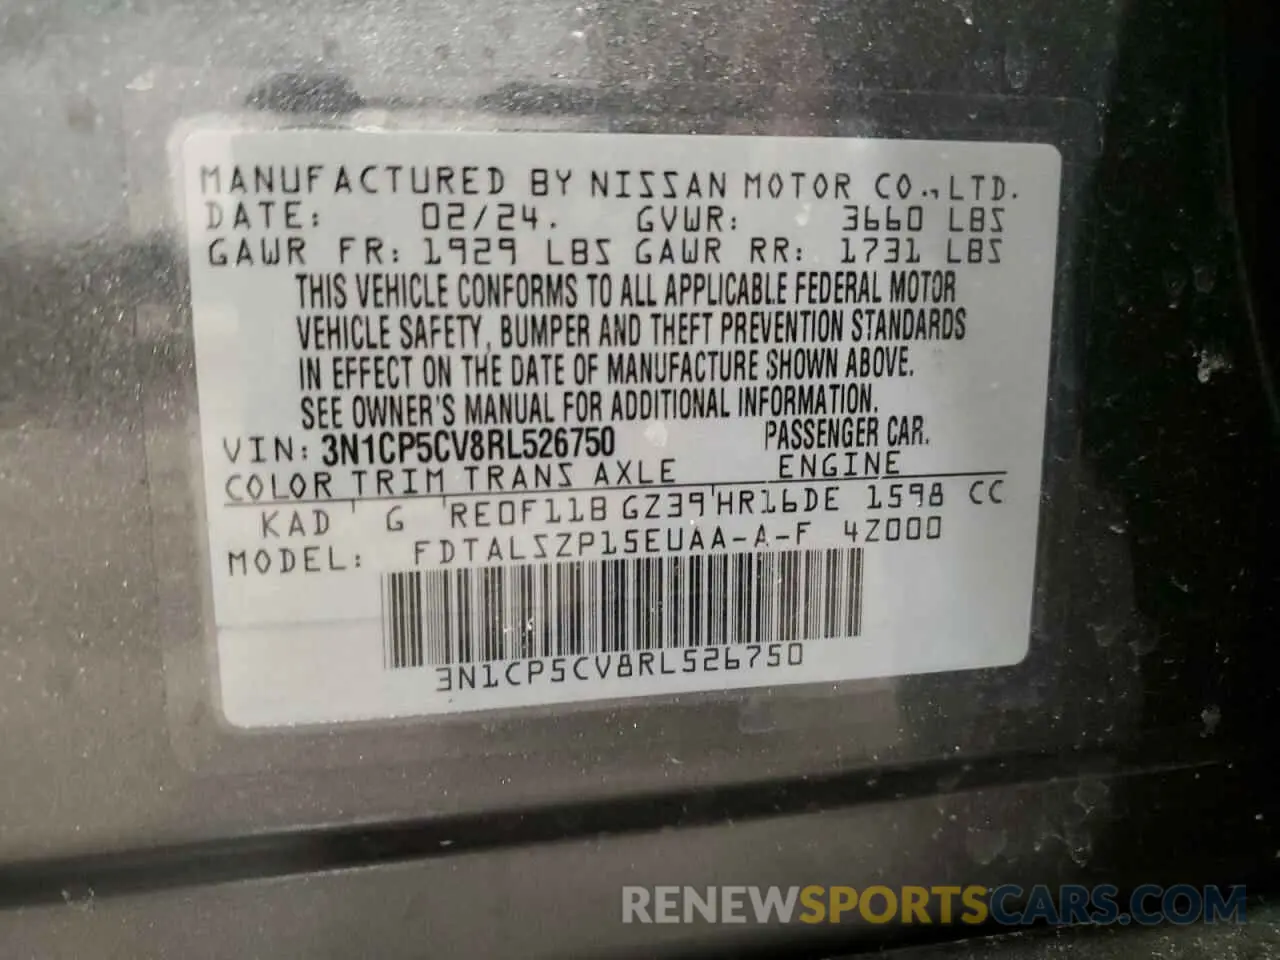 MANUFACTURED BY NISSAN MOTOR CO., LTD.
DATE: 02/24. GVWR: 3660 LBS
GAWR FR: 1929 LBS GAWR RR: 1731 LBS
THIS VEHICLE CONFORMS TO ALL APPLICABLE FEDERAL MOTOR
VEHICLE SAFETY, BUMPER AND THEFT PREVENTION STANDARDS
IN EFFECT ON THE DATE OF MANUFACTURE SHOWN ABOVE.
SEE OWNER'S MANUAL FOR ADDITIONAL INFORMATION.
VIN: 3N1CP5CV8RL526750 PASSENGER CAR.
COLOR TRIM TRANS AXLE ENGINE
KAD G RE0F11B GZ39 HR16DE 1598 CC
MODEL: FDTALSZP15EUAA-A-F 4Z000
3N1CP5CV8RL526750
RENEWSPORTSCARS.COM